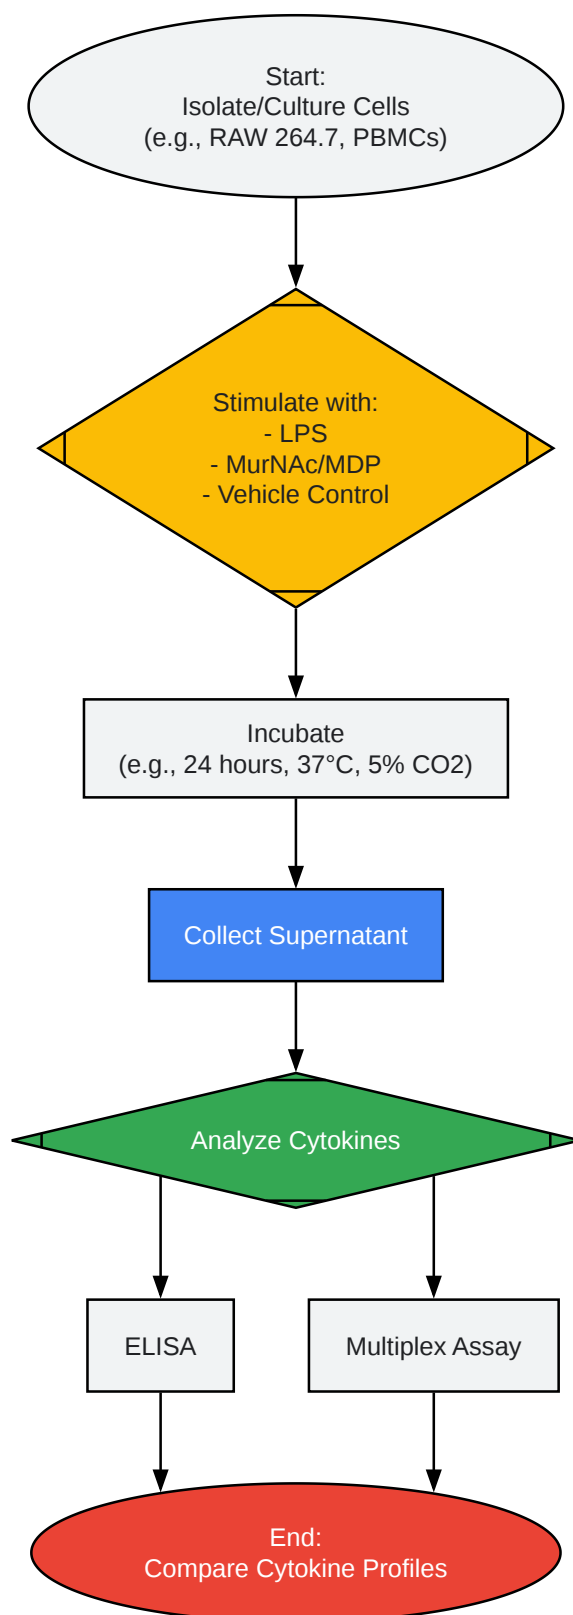 Start:
Isolate/Culture Cells
(e.g., RAW 264.7, PBMCs)
Stimulate with:
- LPS
- MurNAc/MDP
- Vehicle Control
Incubate
(e.g., 24 hours, 37°C, 5% CO2)
Collect Supernatant
Analyze Cytokines
ELISA
Multiplex Assay
End:
Compare Cytokine Profiles